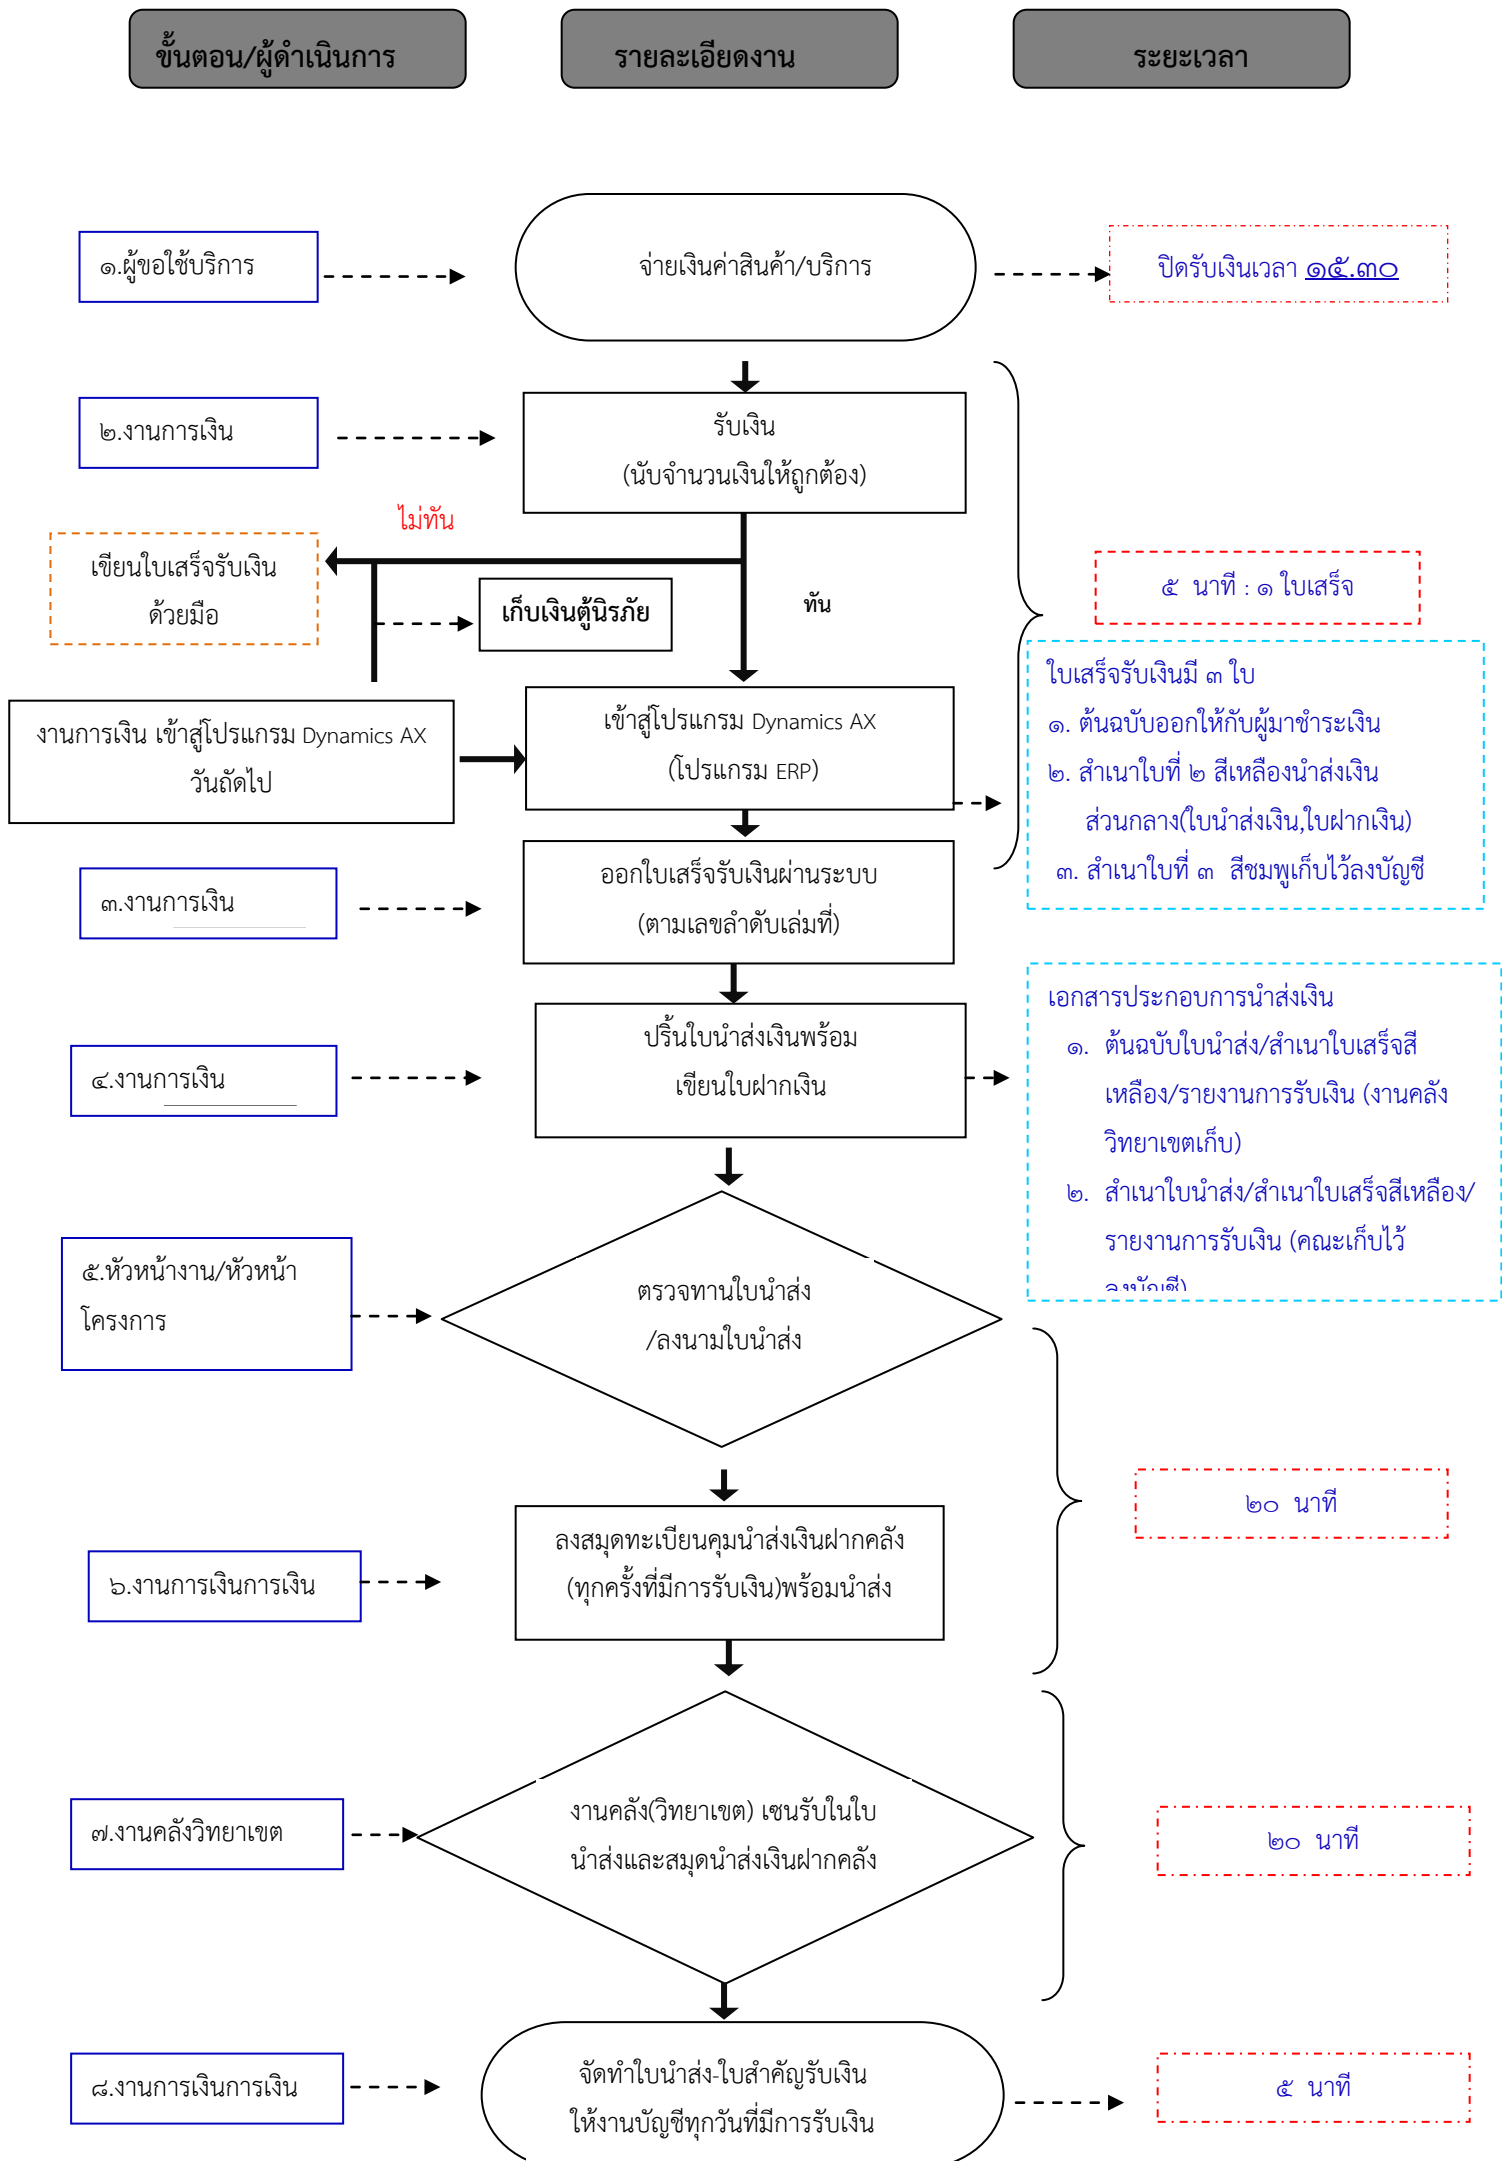 ขั้นตอน/ผู้ดำเนินการ
รายละเอียดงาน
ระยะเวลา
๑.ผู้ขอใช้บริการ
จ่ายเงินค่าสินค้า/บริการ
ปิดรับเงินเวลา ๑๕.๓๐
๒.งานการเงิน
รับเงิน
(นับจำนวนเงินให้ถูกต้อง)
ไม่ทัน
เขียนใบเสร็จรับเงิน
ด้วยมือ
เก็บเงินตู้นิรภัย
ทัน
๕ นาที : ๑ ใบเสร็จ
งานการเงิน เข้าสู่โปรแกรม Dynamics AX
วันถัดไป
เข้าสู่โปรแกรม Dynamics AX
(โปรแกรม ERP)
ใบเสร็จรับเงินมี ๓ ใบ
๑. ต้นฉบับออกให้กับผู้มาชำระเงิน
๒. สำเนาใบที่ ๒ สีเหลืองนำส่งเงิน
ส่วนกลาง(ใบนำส่งเงิน,ใบฝากเงิน)
๓. สำเนาใบที่ ๓ สีชมพูเก็บไว้ลงบัญชี
๓.งานการเงิน
ออกใบเสร็จรับเงินผ่านระบบ
(ตามเลขลำดับเล่มที่)
๔.งานการเงิน
ปริ้นใบนำส่งเงินพร้อม
เขียนใบฝากเงิน
เอกสารประกอบการนำส่งเงิน
๑. ต้นฉบับใบนำส่ง/สำเนาใบเสร็จสี
เหลือง/รายงานการรับเงิน (งานคลัง
วิทยาเขตเก็บ)
๒. สำเนาใบนำส่ง/สำเนาใบเสร็จสีเหลือง/
รายงานการรับเงิน (คณะเก็บไว้
ลงบัญชี)
๕.หัวหน้างาน/หัวหน้า
โครงการ
ตรวจทานใบนำส่ง
/ลงนามใบนำส่ง
๒๐ นาที
๖.งานการเงินการเงิน
ลงสมุดทะเบียนคุมนำส่งเงินฝากคลัง
(ทุกครั้งที่มีการรับเงิน)พร้อมนำส่ง
๗.งานคลังวิทยาเขต
งานคลัง(วิทยาเขต) เซนรับในใบ
นำส่งและสมุดนำส่งเงินฝากคลัง
๒๐ นาที
๘.งานการเงินการเงิน
จัดทำใบนำส่ง-ใบสำคัญรับเงิน
ให้งานบัญชีทุกวันที่มีการรับเงิน
๕ นาที